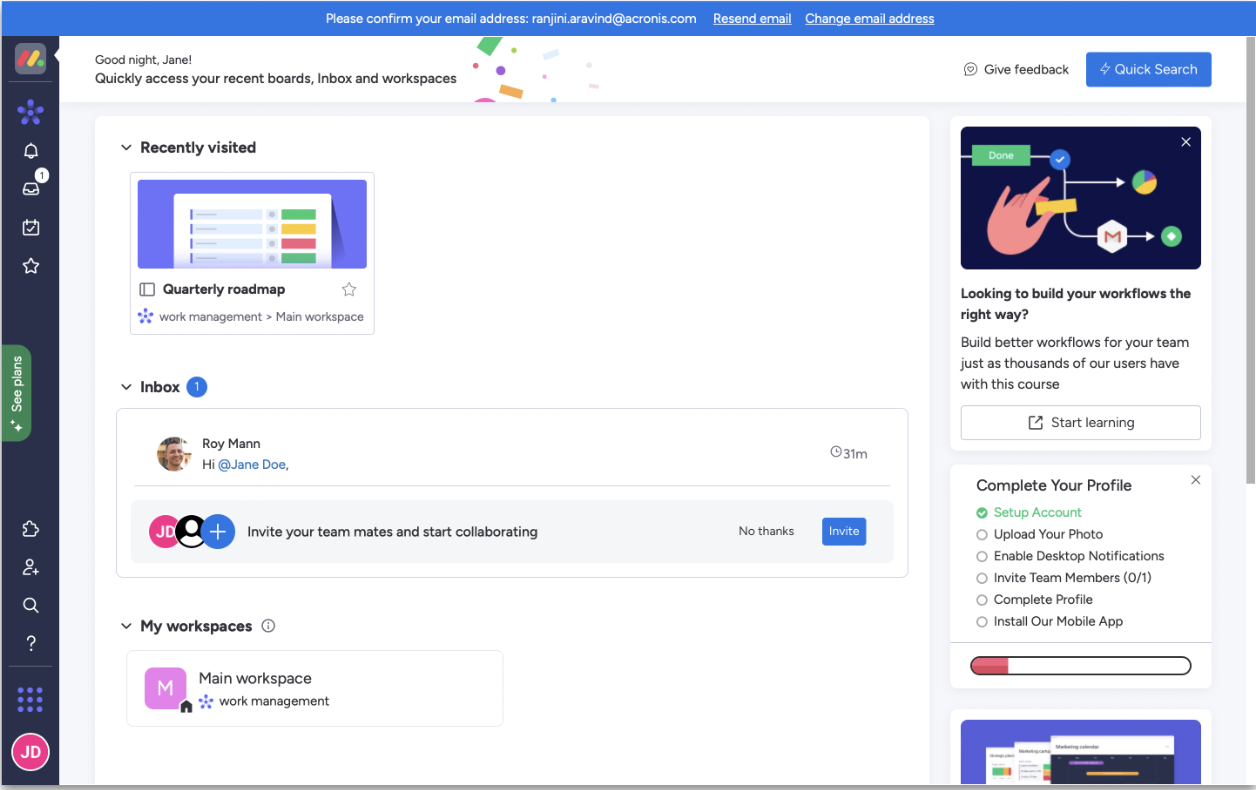 Please confirm your email address: ranjini.aravind@acronis.com Resend email Change email address
Good night, Jane!
Quickly access your recent boards, Inbox and workspaces
Give feedback
Quick Search
1
See plans
JD
Recently visited
Quarterly roadmap
work management > Main workspace
Inbox 1
Roy Mann
Hi @Jane Doe,
31m
JD
Invite your team mates and start collaborating
No thanks
Invite
My workspaces
M
Main workspace
work management
Done
Looking to build your workflows the
right way?
Build better workflows for your team
just as thousands of our users have
with this course
Start learning
Complete Your Profile
Setup Account
Upload Your Photo
Enable Desktop Notifications
Invite Team Members (0/1)
Complete Profile
Install Our Mobile App
Marketing calendar